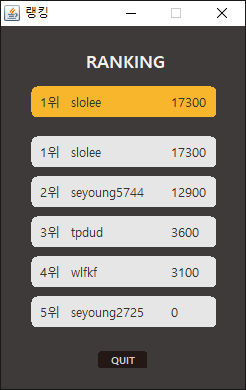 랭킹
RANKING
1위 slolee 17300
1위 slolee 17300
2위 seyoung5744 12900
3위 tpdud 3600
4위 wlfkf 3100
5위 seyoung2725 0
QUIT